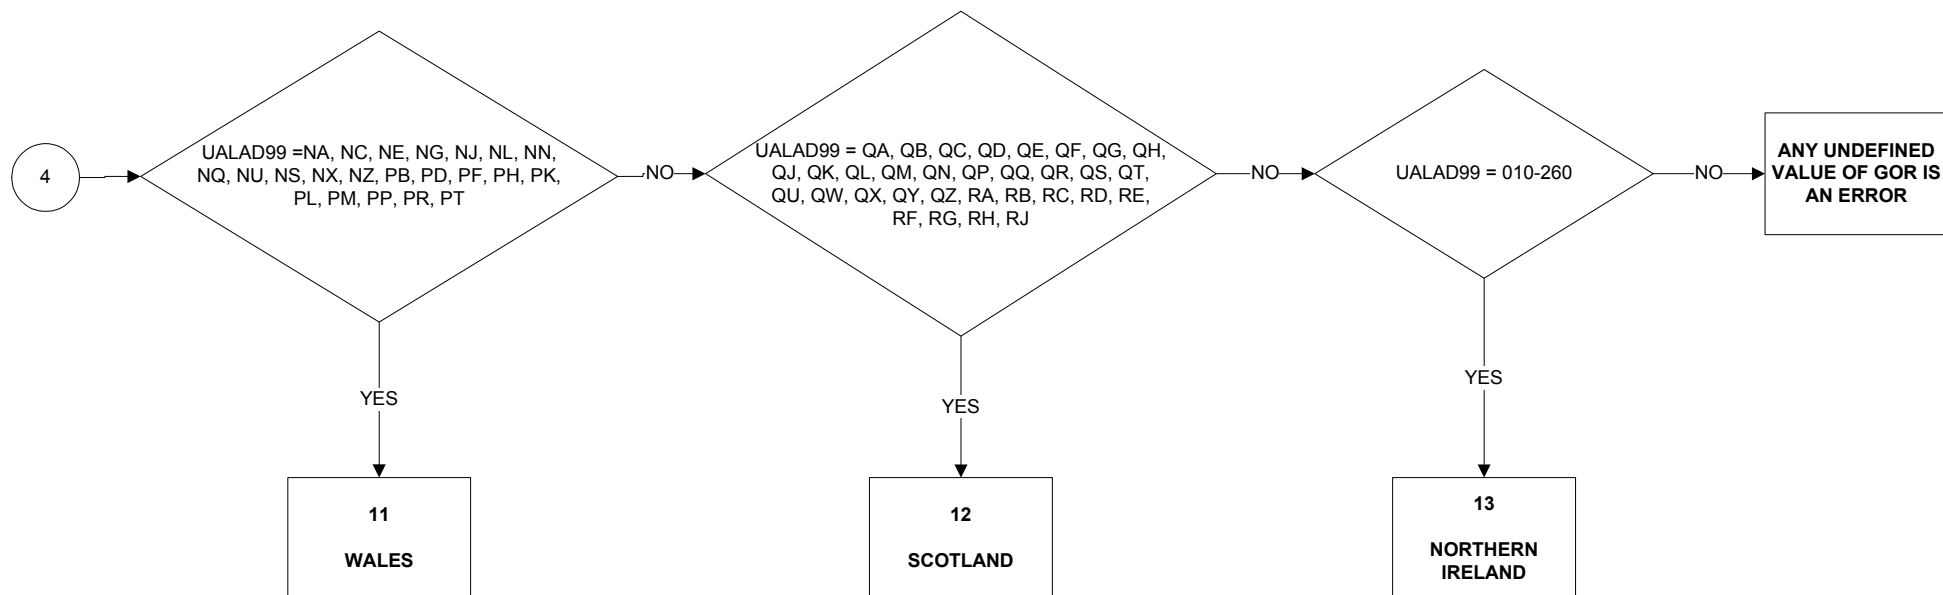 4
UALAD99 =NA, NC, NE, NG, NJ, NL, NN,
NQ, NU, NS, NX, NZ, PB, PD, PF, PH, PK,
PL, PM, PP, PR, PT
NO
UALAD99 = QA, QB, QC, QD, QE, QF, QG, QH,
QJ, QK, QL, QM, QN, QP, QQ, QR, QS, QT,
QU, QW, QX, QY, QZ, RA, RB, RC, RD, RE,
RF, RG, RH, RJ
NO
UALAD99 = 010-260
NO
ANY UNDEFINED
VALUE OF GOR IS
AN ERROR
YES
YES
YES
11
WALES
12
SCOTLAND
13
NORTHERN
IRELAND